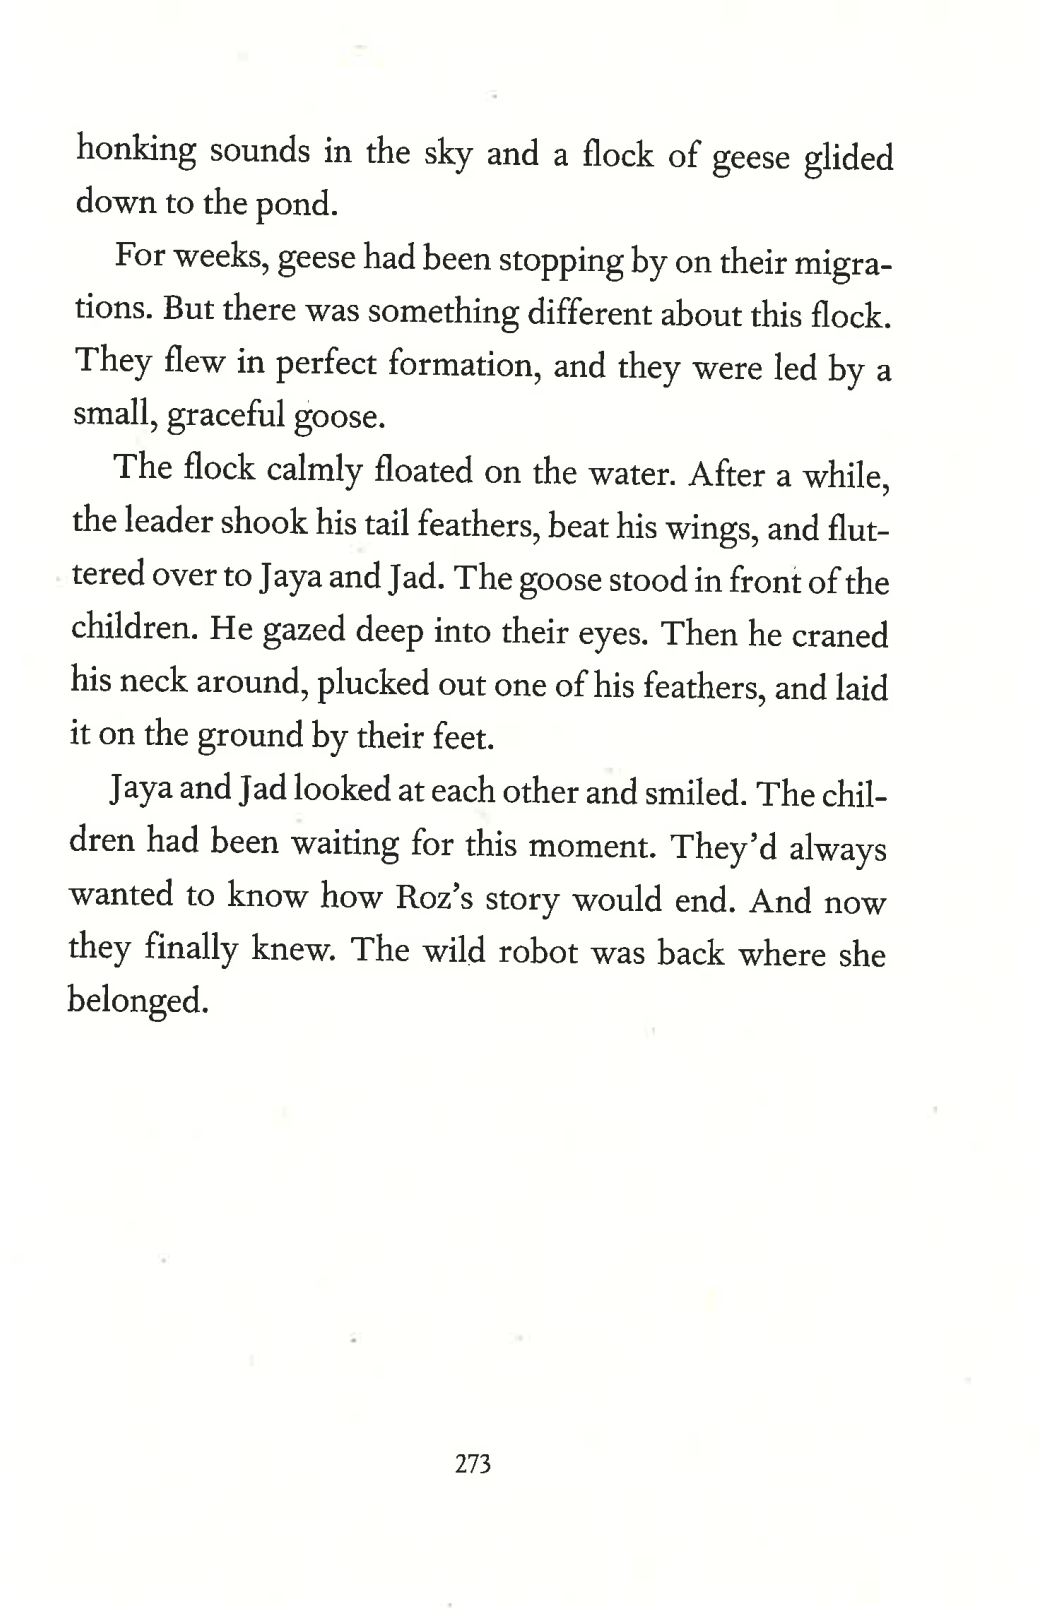 honking sounds in the sky and a flock of geese glided
down to the pond.
For weeks, geese had been stopping by on their migra-
tions. But there was something different about this flock.
They flew in perfect formation, and they were led by a
small, graceful goose.
The flock calmly floated on the water. After a while,
the leader shook his tail feathers, beat his wings, and flut-
tered over to Jaya and Jad. The goose stood in front of the
children. He gazed deep into their eyes. Then he craned
his neck around, plucked out one of his feathers, and laid
it on the ground by their feet.
Jaya and Jad looked at each other and smiled. The chil-
dren had been waiting for this moment. They’d always
wanted to know how Roz’s story would end. And now
they finally knew. The wild robot was back where she
belonged.
273